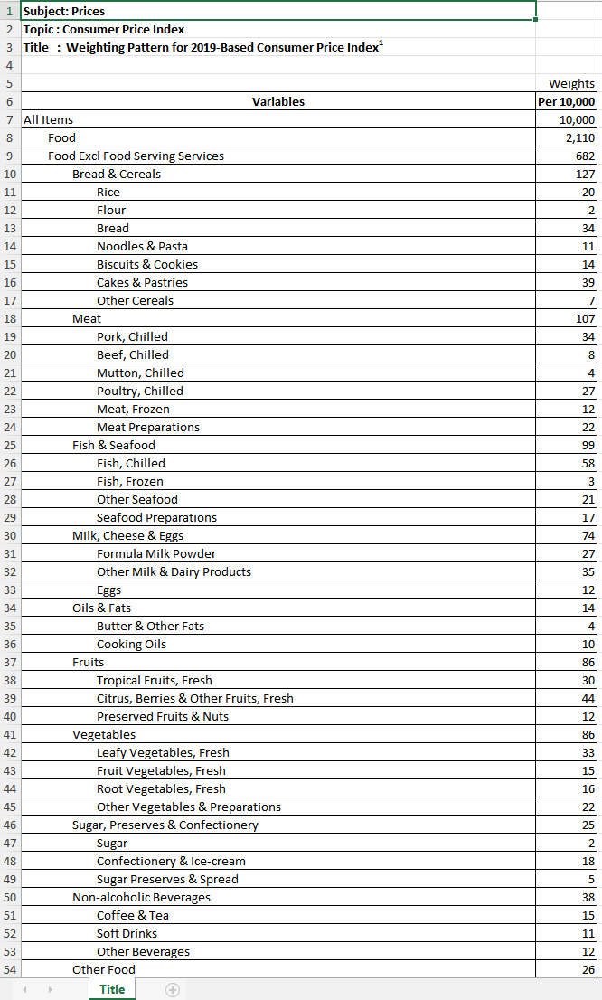 1 Subject: Prices
2 Topic : Consumer Price Index
3 Title : Weighting Pattern for 2019-Based Consumer Price Index¹
4
5 Weights
6 Variables Per 10,000
7 All Items 10,000
8 Food 2,110
9 Food Excl Food Serving Services 682
10 Bread & Cereals 127
11 Rice 20
12 Flour 2
13 Bread 34
14 Noodles & Pasta 11
15 Biscuits & Cookies 14
16 Cakes & Pastries 39
17 Other Cereals 7
18 Meat 107
19 Pork, Chilled 34
20 Beef, Chilled 8
21 Mutton, Chilled 4
22 Poultry, Chilled 27
23 Meat, Frozen 12
24 Meat Preparations 22
25 Fish & Seafood 99
26 Fish, Chilled 58
27 Fish, Frozen 3
28 Other Seafood 21
29 Seafood Preparations 17
30 Milk, Cheese & Eggs 74
31 Formula Milk Powder 27
32 Other Milk & Dairy Products 35
33 Eggs 12
34 Oils & Fats 14
35 Butter & Other Fats 4
36 Cooking Oils 10
37 Fruits 86
38 Tropical Fruits, Fresh 30
39 Citrus, Berries & Other Fruits, Fresh 44
40 Preserved Fruits & Nuts 12
41 Vegetables 86
42 Leafy Vegetables, Fresh 33
43 Fruit Vegetables, Fresh 15
44 Root Vegetables, Fresh 16
45 Other Vegetables & Preparations 22
46 Sugar, Preserves & Confectionery 25
47 Sugar 2
48 Confectionery & Ice-cream 18
49 Sugar Preserves & Spread 5
50 Non-alcoholic Beverages 38
51 Coffee & Tea 15
52 Soft Drinks 11
53 Other Beverages 12
54 Other Food 26
Title